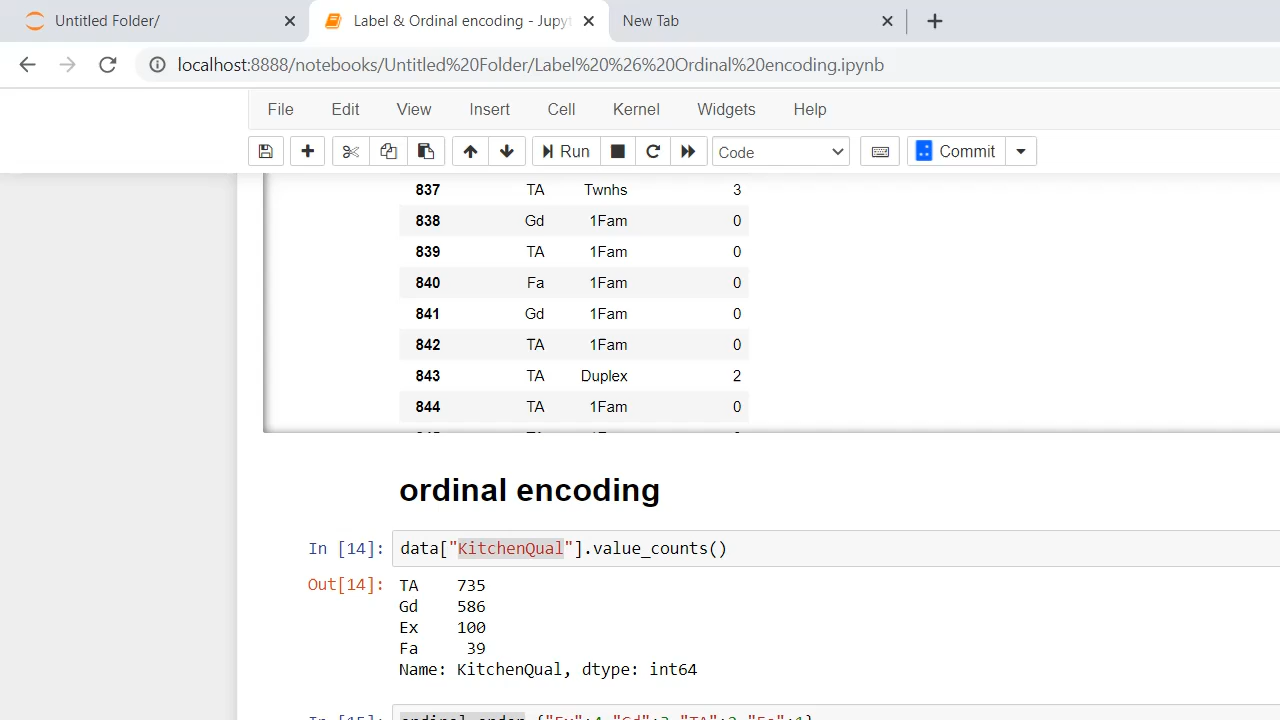 Untitled Folder/
Label & Ordinal encoding - Jupyt
New Tab
localhost:8888/notebooks/Untitled%20Folder/Label%20%26%20Ordinal%20encoding.ipynb
File Edit View Insert Cell Kernel Widgets Help
Run Code Commit
837 TA Twnhs 3
838 Gd 1Fam 0
839 TA 1Fam 0
840 Fa 1Fam 0
841 Gd 1Fam 0
842 TA 1Fam 0
843 TA Duplex 2
844 TA 1Fam 0
ordinal encoding
In [14]: data["KitchenQual"].value_counts()
Out[14]: TA 735
Gd 586
Ex 100
Fa 39
Name: KitchenQual, dtype: int64